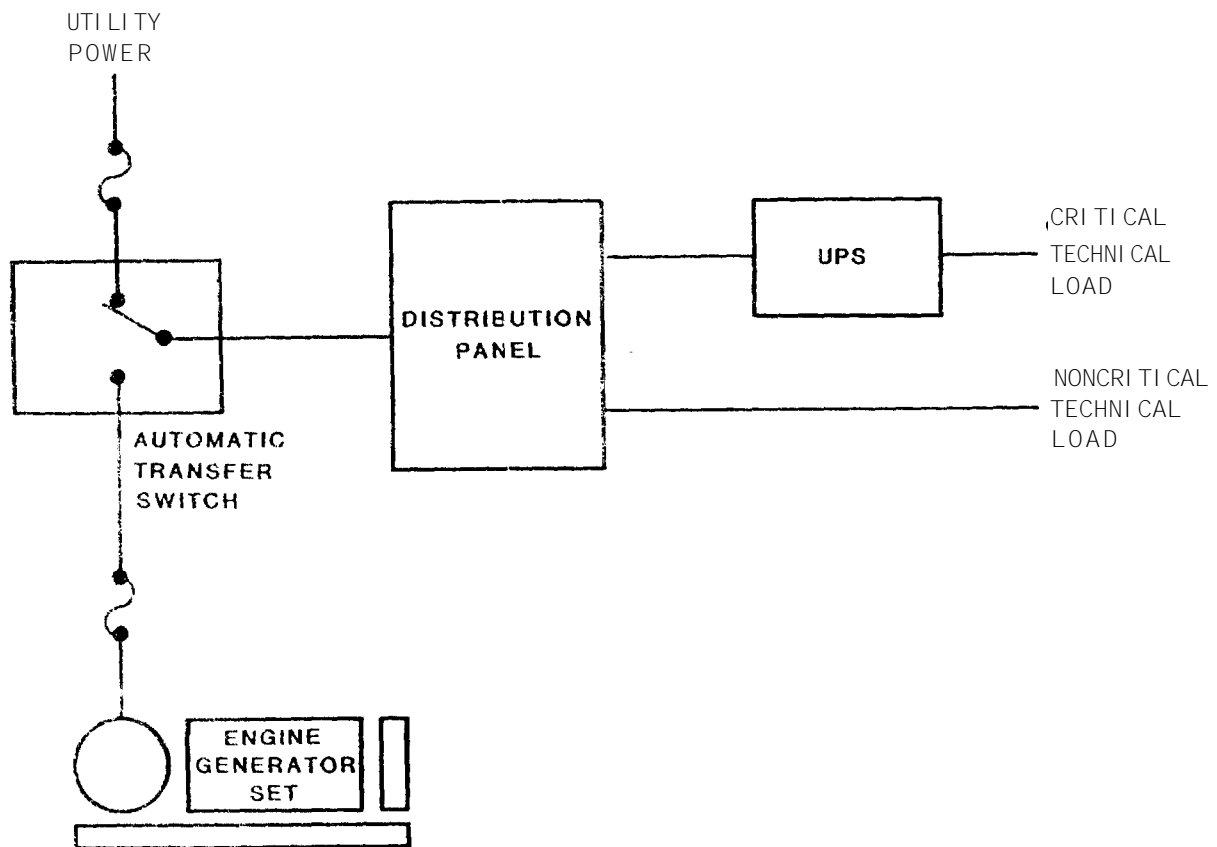 UTILITY
POWER
CRITICAL
TECHNICAL
LOAD
UPS
DISTRIBUTION
PANEL
NONCRITICAL
TECHNICAL
LOAD
AUTOMATIC
TRANSFER
SWITCH
ENGINE
GENERATOR
SET